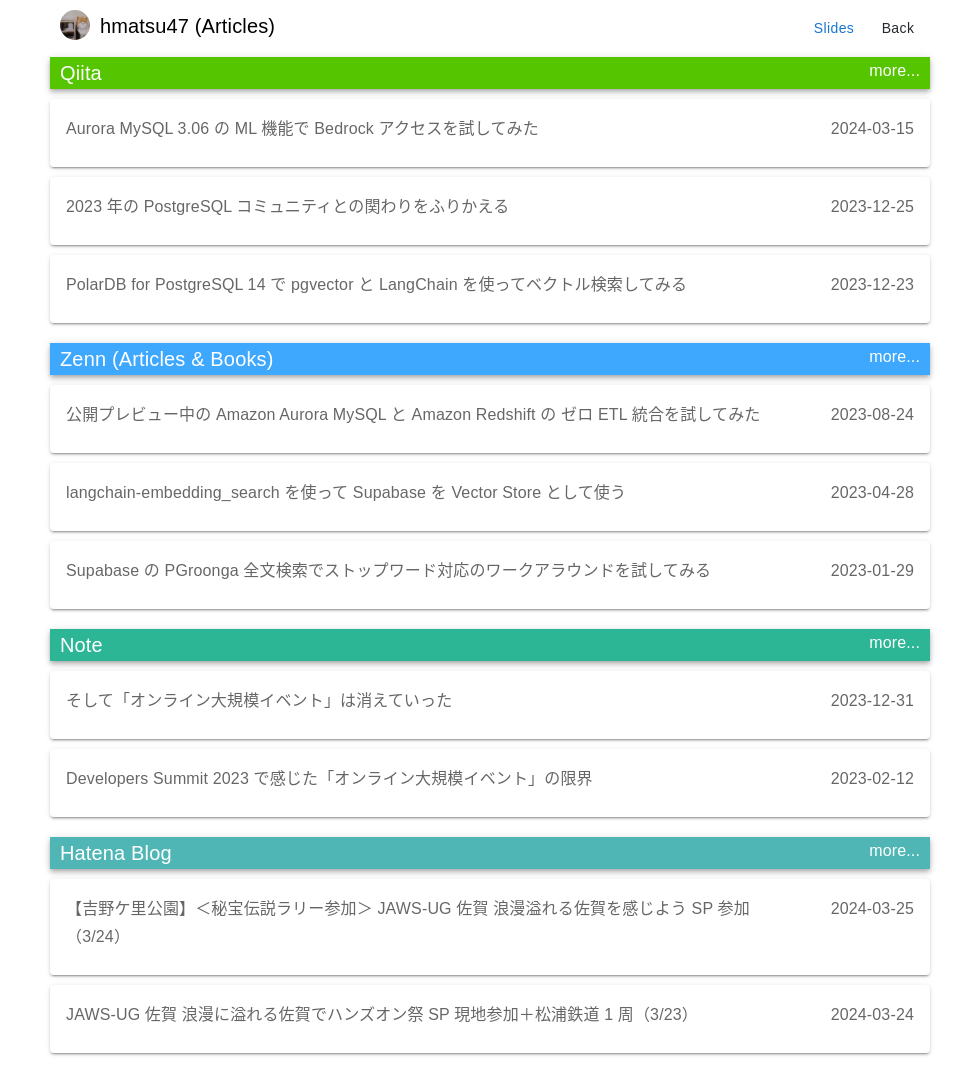 hmatsu47 (Articles)
Slides
Back
Qiita
more...
Aurora MySQL 3.06 の ML 機能で Bedrock アクセスを試してみた
2024-03-15
2023 年の PostgreSQL コミュニティとの関わりをふりかえる
2023-12-25
PolarDB for PostgreSQL 14 で pgvector と LangChain を使ってベクトル検索してみる
2023-12-23
Zenn (Articles & Books)
more...
公開プレビュー中の Amazon Aurora MySQL と Amazon Redshift の ゼロ ETL 統合を試してみた
2023-08-24
langchain-embedding_search を使って Supabase を Vector Store として使う
2023-04-28
Supabase の PGroonga 全文検索でストップワード対応のワークアラウンドを試してみる
2023-01-29
Note
more...
そして「オンライン大規模イベント」は消えていった
2023-12-31
Developers Summit 2023 で感じた「オンライン大規模イベント」の限界
2023-02-12
Hatena Blog
more...
【吉野ケ里公園】＜秘宝伝説ラリー参加＞ JAWS-UG 佐賀 浪漫溢れる佐賀を感じよう SP 参加
（3/24）
2024-03-25
JAWS-UG 佐賀 浪漫に溢れる佐賀でハンズオン祭 SP 現地参加＋松浦鉄道 1 周（3/23）
2024-03-24